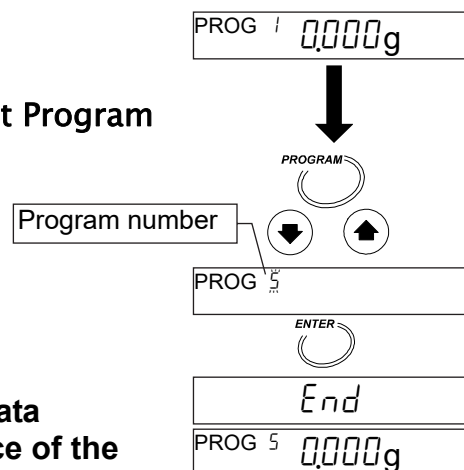 PROG 1 0.000g
t Program
PROGRAM
Program number
PROG 5
ENTER
End
ata
PROG 5 0.000g
ce of the